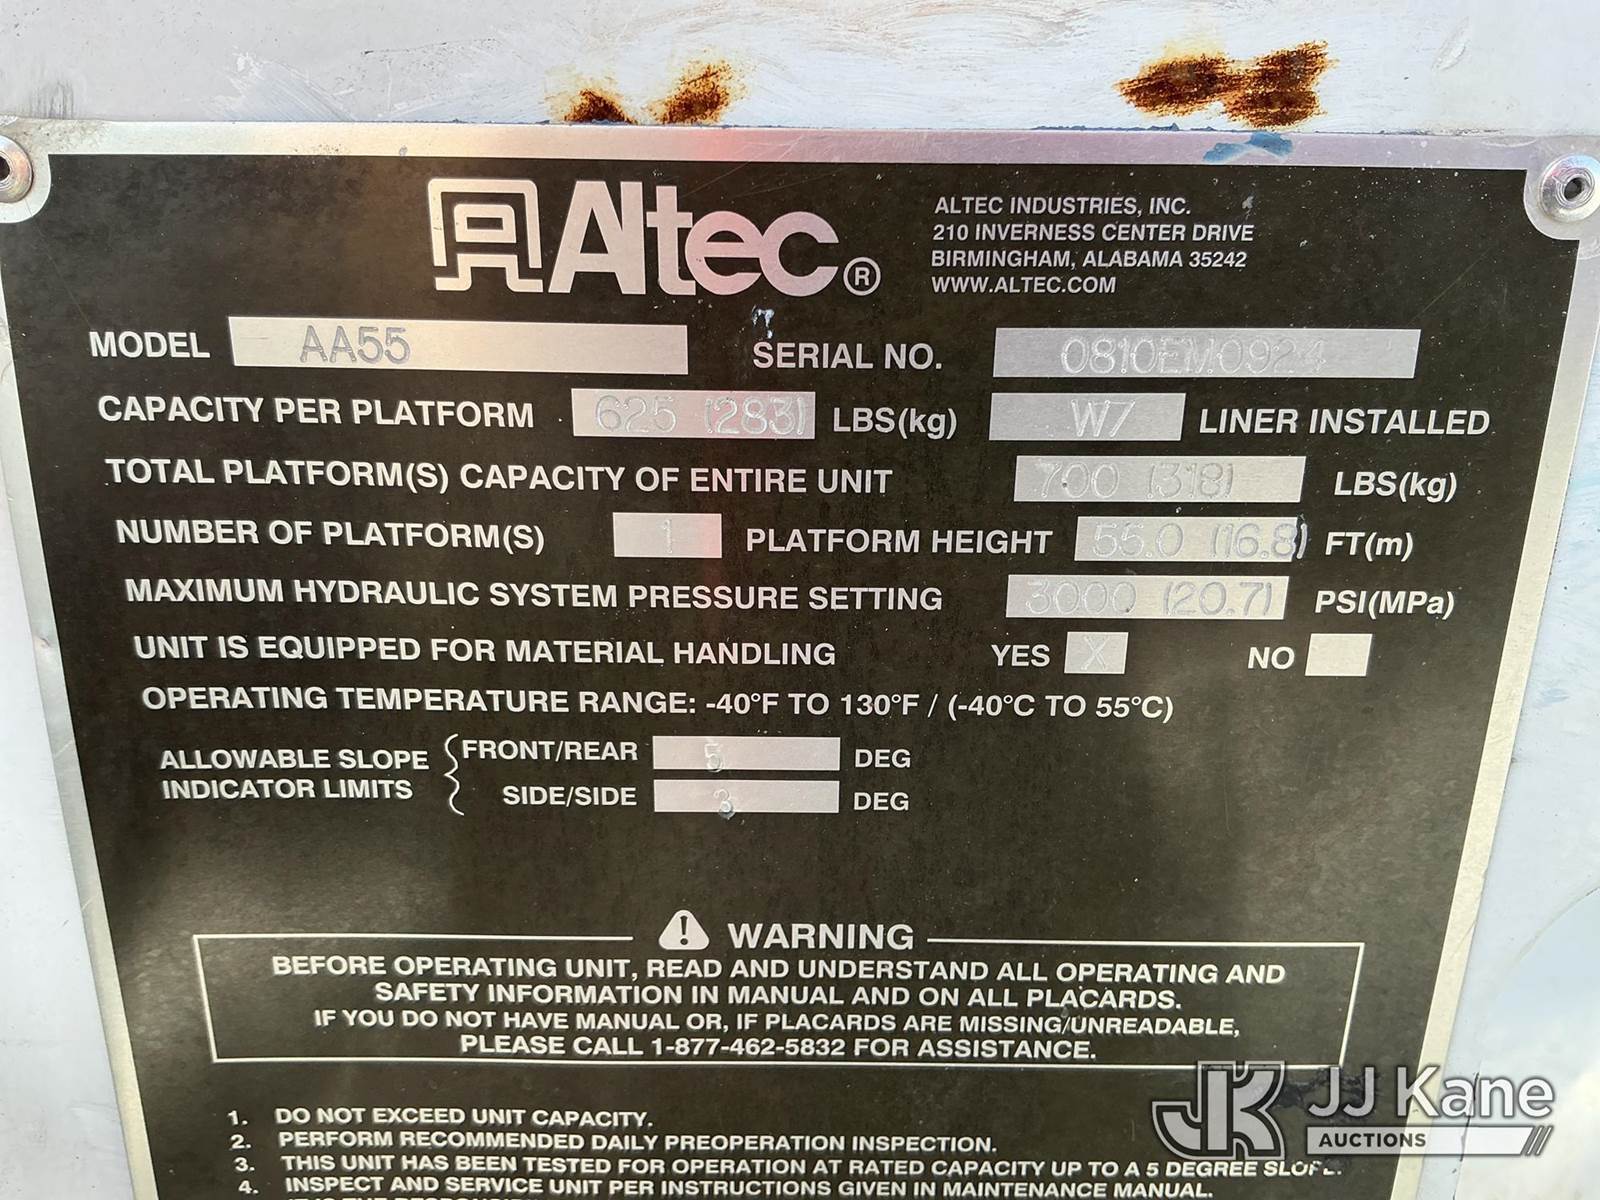 Altec®
ALTEC INDUSTRIES, INC.
210 INVERNESS CENTER DRIVE
BIRMINGHAM, ALABAMA 35242
WWW.ALTEC.COM
MODEL AA55 SERIAL NO. 0810EM0924
CAPACITY PER PLATFORM 625 (283) LBS(kg) W/ LINER INSTALLED
TOTAL PLATFORM(S) CAPACITY OF ENTIRE UNIT 700 (318) LBS(kg)
NUMBER OF PLATFORM(S) 1 PLATFORM HEIGHT 55.0 (16.8) FT(m)
MAXIMUM HYDRAULIC SYSTEM PRESSURE SETTING 3000 (20.7) PSI(MPa)
UNIT IS EQUIPPED FOR MATERIAL HANDLING YES X NO
OPERATING TEMPERATURE RANGE: -40°F TO 130°F / (-40°C TO 55°C)
ALLOWABLE SLOPE INDICATOR LIMITS
FRONT/REAR 5 DEG
SIDE/SIDE 3 DEG
! WARNING
BEFORE OPERATING UNIT, READ AND UNDERSTAND ALL OPERATING AND
SAFETY INFORMATION IN MANUAL AND ON ALL PLACARDS.
IF YOU DO NOT HAVE MANUAL OR, IF PLACARDS ARE MISSING/UNREADABLE,
PLEASE CALL 1-877-462-5832 FOR ASSISTANCE.
1. DO NOT EXCEED UNIT CAPACITY.
2. PERFORM RECOMMENDED DAILY PREOPERATION INSPECTION.
3. THIS UNIT HAS BEEN TESTED FOR OPERATION AT RATED CAPACITY UP TO A 5 DEGREE SLOPE.
4. INSPECT AND SERVICE UNIT PER INSTRUCTIONS GIVEN IN MAINTENANCE MANUAL.
JK JJ Kane
AUCTIONS